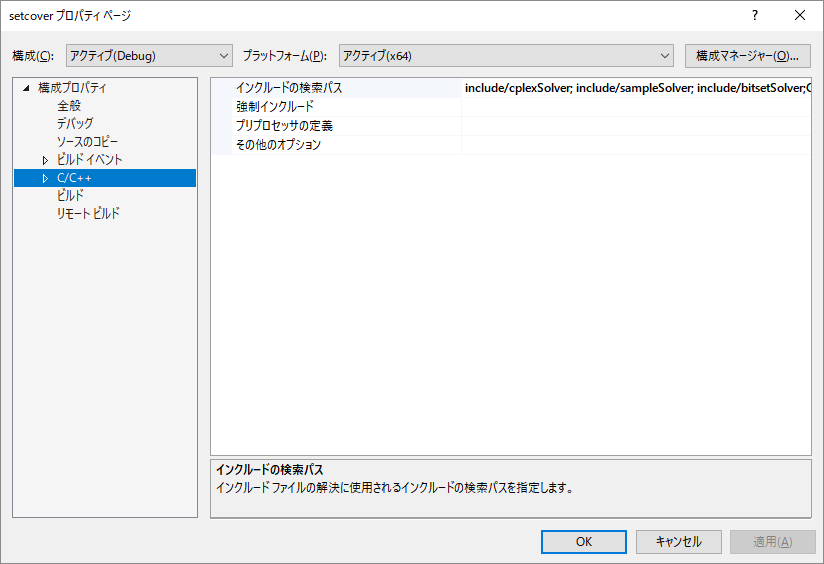 setcover プロパティ ページ
?
構成(C):
アクティブ(Debug)
プラットフォーム(P):
アクティブ(x64)
構成マネージャー(O)...
構成プロパティ
全般
デバッグ
ソースのコピー
ビルド イベント
C/C++
ビルド
リモート ビルド
インクルードの検索パス include/cplexSolver; include/sampleSolver; include/bitsetSolver;
強制インクルード
プリプロセッサの定義
その他のオプション
インクルードの検索パス
インクルード ファイルの解決に使用されるインクルードの検索パスを指定します。
OK
キャンセル
適用(A)